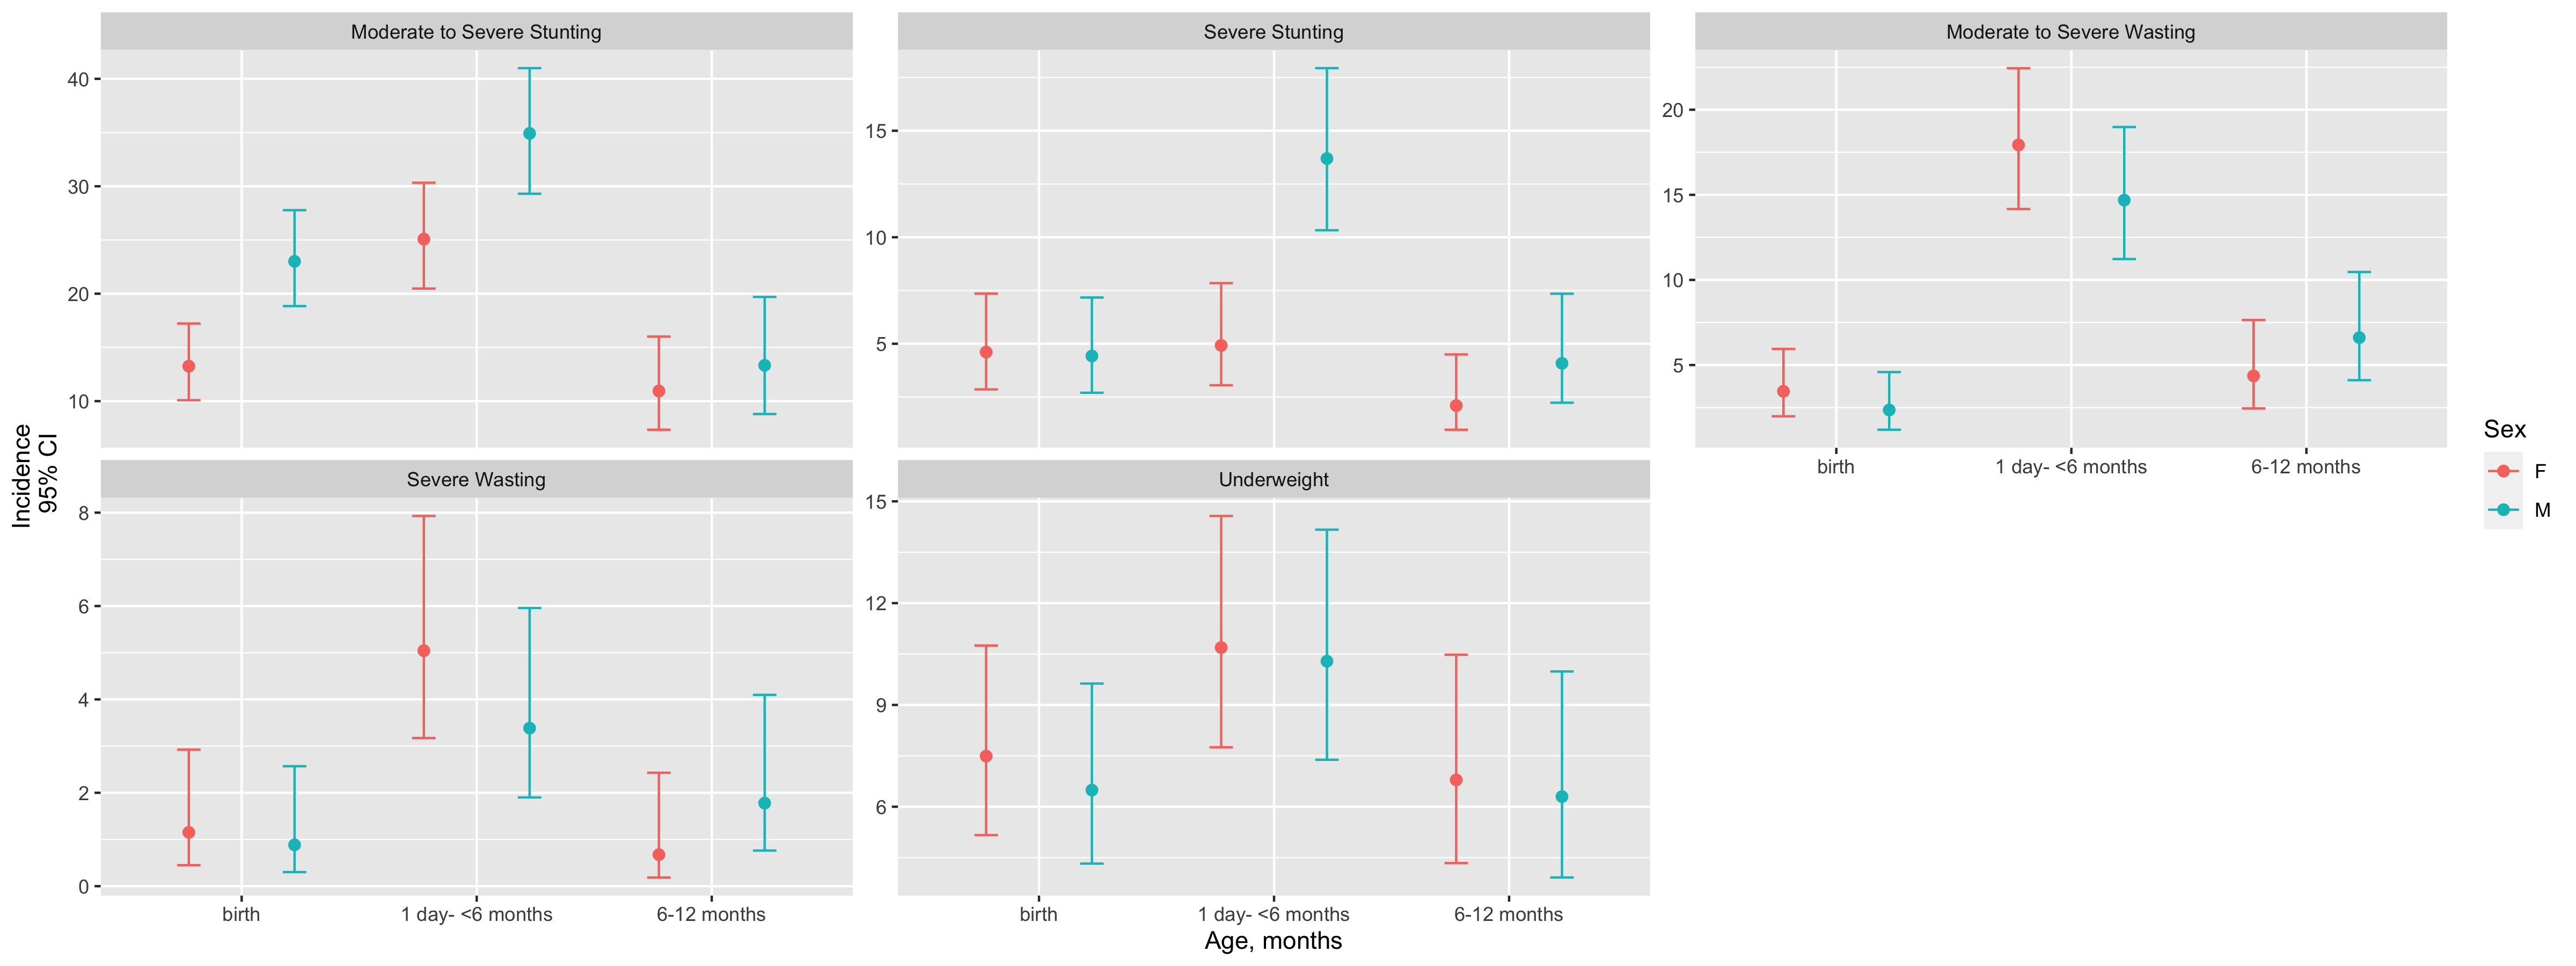 Moderate to Severe Stunting
Severe Stunting
Moderate to Severe Wasting
40
30
20
10
15
10
5
20
15
10
5
birth
1 day- <6 months
6-12 months
Severe Wasting
Underweight
8
6
4
2
0
15
12
9
6
birth
1 day- <6 months
6-12 months
birth
1 day- <6 months
6-12 months
Age, months
Incidence
95% CI
Sex
F
M